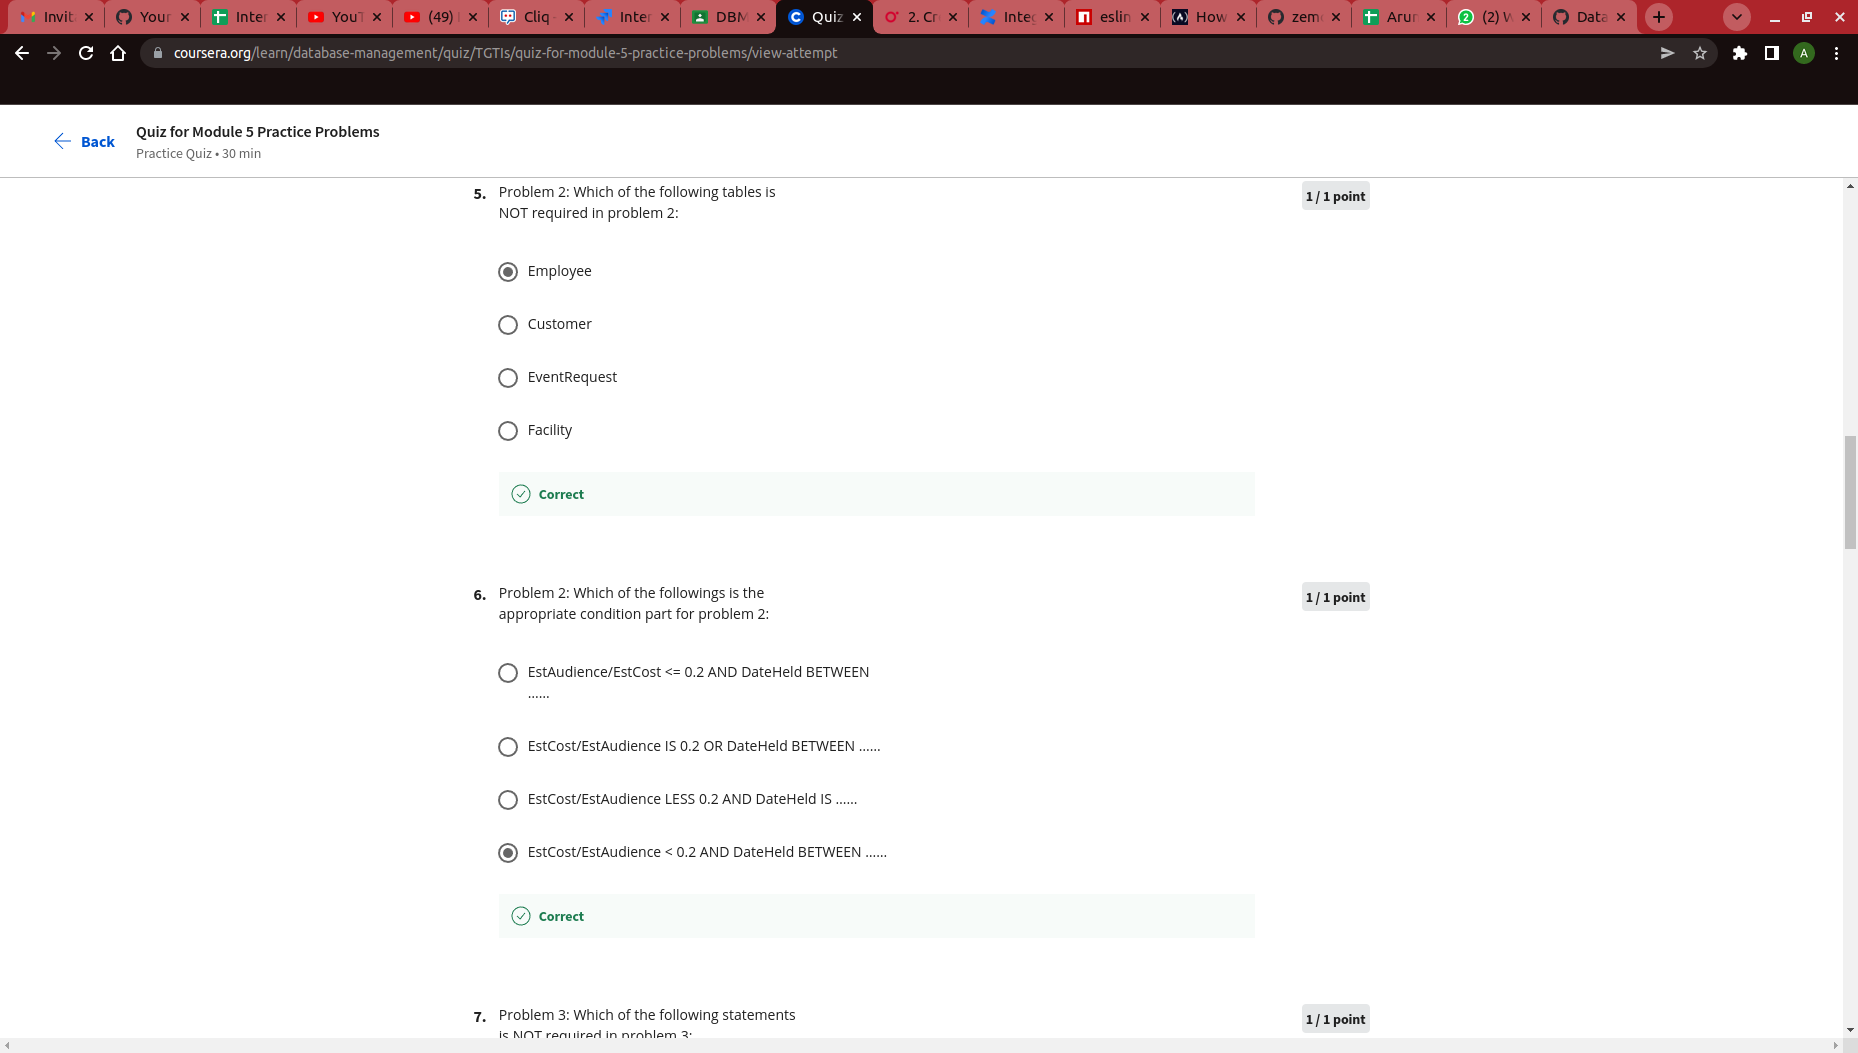 Invit
Your
Inter
YouT
(49)
Cliq
Inter
DBM
Quiz
2. Cr
Integ
eslin
How
zem
Arun
(2) W
Data
coursera.org/learn/database-management/quiz/TGTIs/quiz-for-module-5-practice-problems/view-attempt
A
Back
Quiz for Module 5 Practice Problems
Practice Quiz • 30 min
5. Problem 2: Which of the following tables is
NOT required in problem 2:
1 / 1 point
Employee
Customer
EventRequest
Facility
Correct
6. Problem 2: Which of the followings is the
appropriate condition part for problem 2:
1 / 1 point
EstAudience/EstCost <= 0.2 AND DateHeld BETWEEN
......
EstCost/EstAudience IS 0.2 OR DateHeld BETWEEN ......
EstCost/EstAudience LESS 0.2 AND DateHeld IS ......
EstCost/EstAudience < 0.2 AND DateHeld BETWEEN ......
Correct
7. Problem 3: Which of the following statements
is NOT required in problem 3:
1 / 1 point